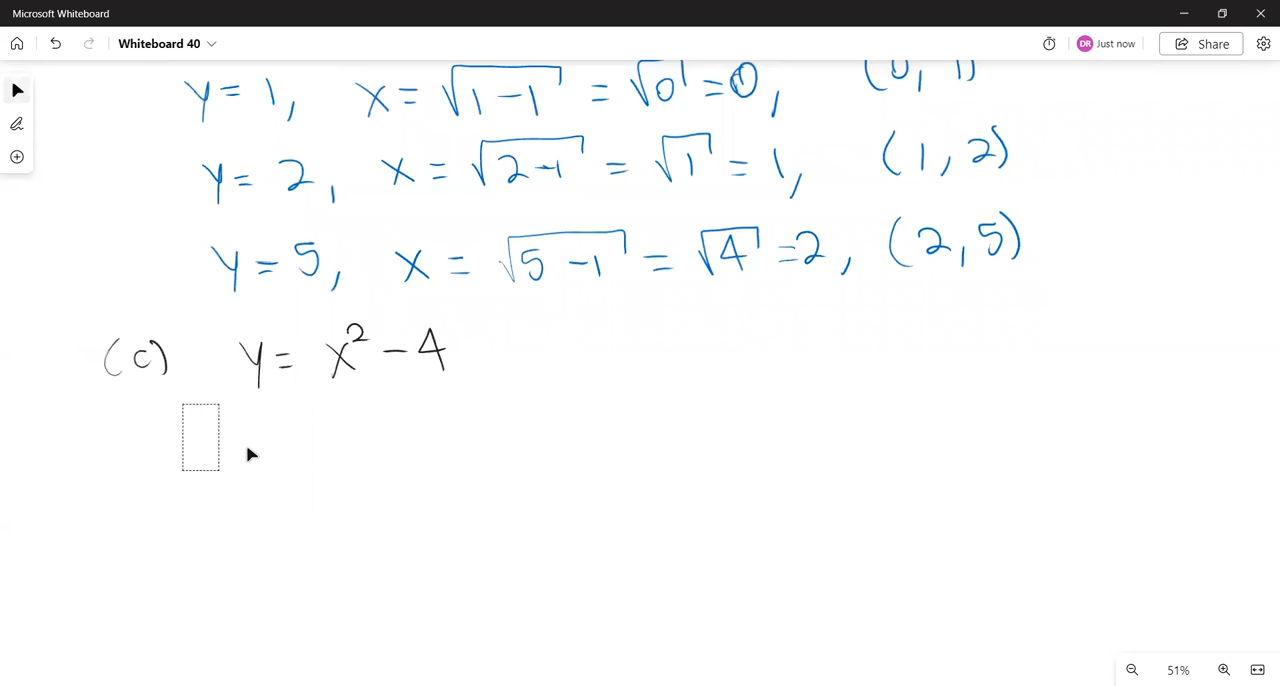 Microsoft Whiteboard
Whiteboard 40
DR Just now
Share
y = 1, x = √(1-1) = √0 = 0, (0, 1)
y = 2, x = √(2-1) = √1 = 1, (1, 2)
y = 5, x = √(5-1) = √4 = 2, (2, 5)
(c) y = x² - 4
51%